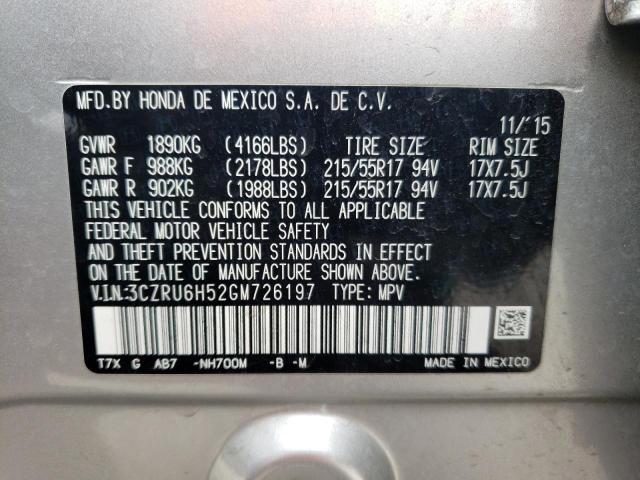 MFD.BY HONDA DE MEXICO S.A. DE C.V.
11/'15
GVWR 1890KG (4166LBS) TIRE SIZE RIM SIZE
GAWR F 988KG (2178LBS) 215/55R17 94V 17X7.5J
GAWR R 902KG (1988LBS) 215/55R17 94V 17X7.5J
THIS VEHICLE CONFORMS TO ALL APPLICABLE
FEDERAL MOTOR VEHICLE SAFETY
AND THEFT PREVENTION STANDARDS IN EFFECT
ON THE DATE OF MANUFACTURE SHOWN ABOVE.
V.I.N:3CZRU6H52GM726197 TYPE: MPV
T7X G AB7 -NH700M -B -M MADE IN MEXICO